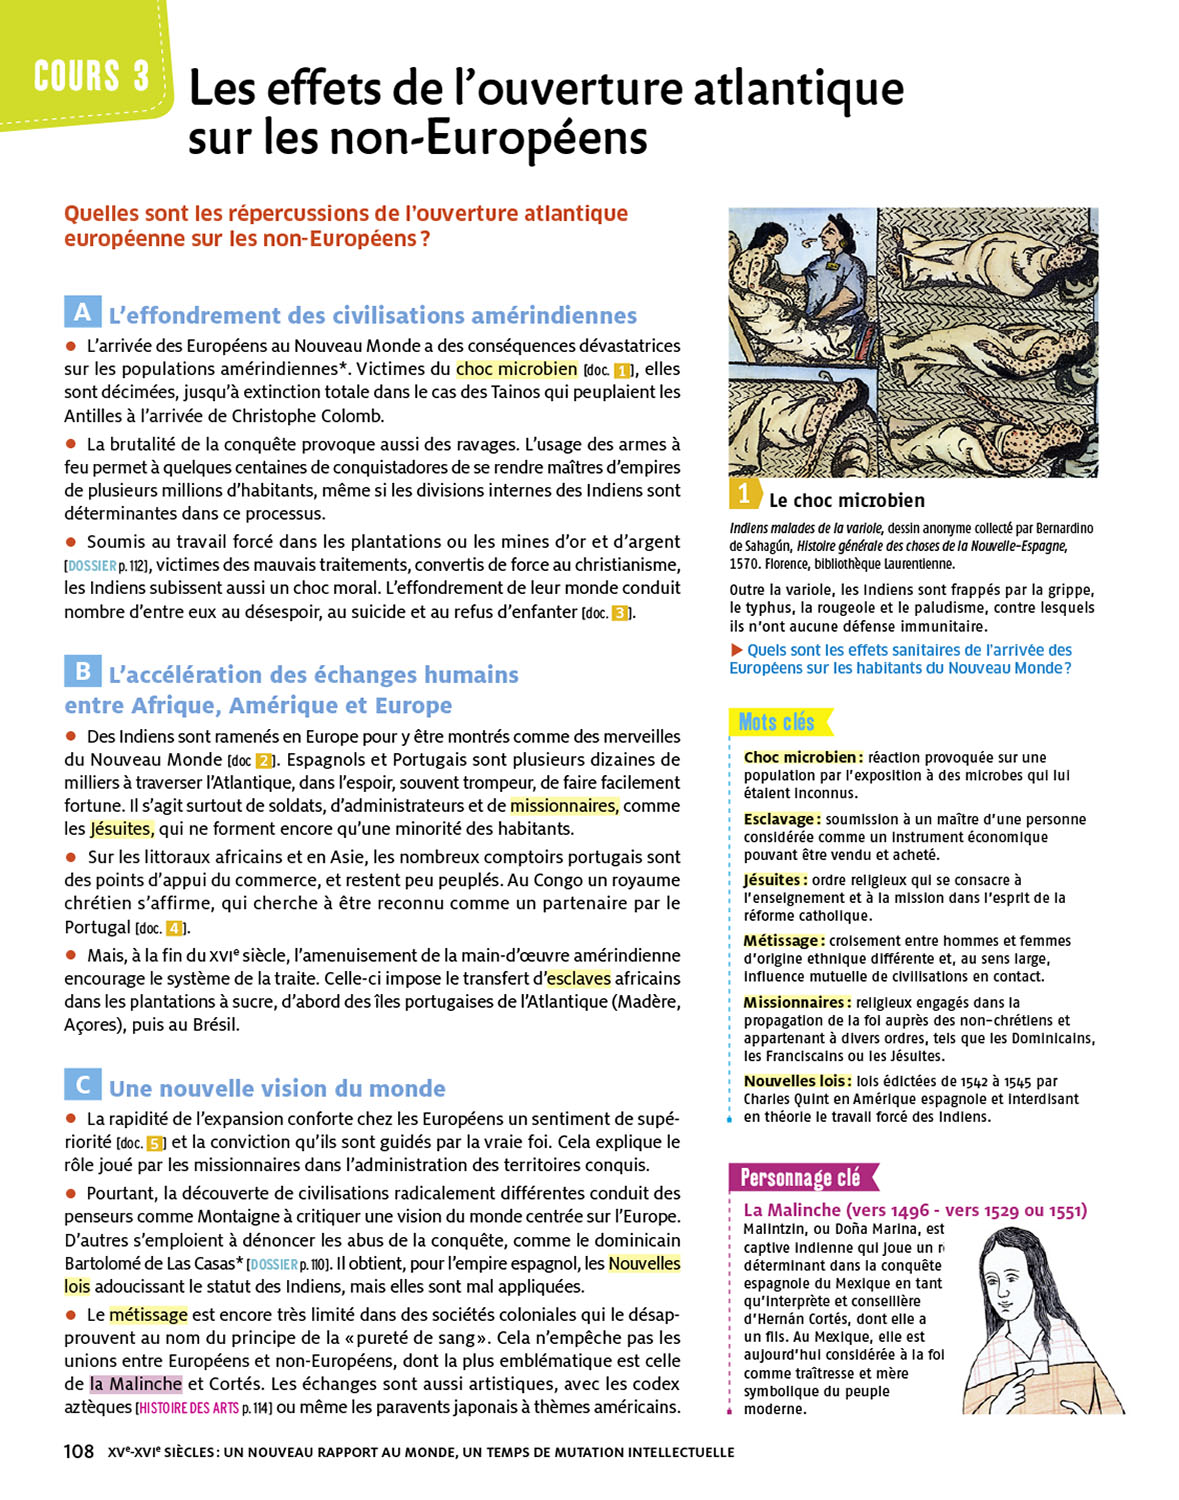 COURS 3
Les effets de l'ouverture atlantique
sur les non-Européens
Quelles sont les répercussions de l'ouverture atlantique
européenne sur les non-Européens ?
A L'effondrement des civilisations amérindiennes
• L'arrivée des Européens au Nouveau Monde a des conséquences dévastatrices
sur les populations amérindiennes*. Victimes du choc microbien [doc. 1], elles
sont décimées, jusqu'à extinction totale dans le cas des Tainos qui peuplaient les
Antilles à l'arrivée de Christophe Colomb.
• La brutalité de la conquête provoque aussi des ravages. L'usage des armes à
feu permet à quelques centaines de conquistadores de se rendre maîtres d'empires
de plusieurs millions d'habitants, même si les divisions internes des Indiens sont
déterminantes dans ce processus.
• Soumis au travail forcé dans les plantations ou les mines d'or et d'argent
[DOSSIER p. 112], victimes des mauvais traitements, convertis de force au christianisme,
les Indiens subissent aussi un choc moral. L'effondrement de leur monde conduit
nombre d'entre eux au désespoir, au suicide et au refus d'enfanter [doc. 3].
B L'accélération des échanges humains
entre Afrique, Amérique et Europe
• Des Indiens sont ramenés en Europe pour y être montrés comme des merveilles
du Nouveau Monde [doc 2]. Espagnols et Portugais sont plusieurs dizaines de
milliers à traverser l'Atlantique, dans l'espoir, souvent trompeur, de faire facilement
fortune. Il s'agit surtout de soldats, d'administrateurs et de missionnaires, comme
les Jésuites, qui ne forment encore qu'une minorité des habitants.
• Sur les littoraux africains et en Asie, les nombreux comptoirs portugais sont
des points d'appui du commerce, et restent peu peuplés. Au Congo un royaume
chrétien s'affirme, qui cherche à être reconnu comme un partenaire par le
Portugal [doc. 4].
• Mais, à la fin du XVIe siècle, l'amenuisement de la main-d'œuvre amérindienne
encourage le système de la traite. Celle-ci impose le transfert d'esclaves africains
dans les plantations à sucre, d'abord des îles portugaises de l'Atlantique (Madère,
Açores), puis au Brésil.
C Une nouvelle vision du monde
• La rapidité de l'expansion conforte chez les Européens un sentiment de supé-
riorité [doc. 5] et la conviction qu'ils sont guidés par la vraie foi. Cela explique le
rôle joué par les missionnaires dans l'administration des territoires conquis.
• Pourtant, la découverte de civilisations radicalement différentes conduit des
penseurs comme Montaigne à critiquer une vision du monde centrée sur l'Europe.
D'autres s'emploient à dénoncer les abus de la conquête, comme le dominicain
Bartolomé de Las Casas* [DOSSIER p. 110]. Il obtient, pour l'empire espagnol, les Nouvelles
lois adoucissant le statut des Indiens, mais elles sont mal appliquées.
• Le métissage est encore très limité dans des sociétés coloniales qui le désap-
prouvent au nom du principe de la « pureté de sang ». Cela n'empêche pas les
unions entre Européens et non-Européens, dont la plus emblématique est celle
de la Malinche et Cortés. Les échanges sont aussi artistiques, avec les codex
aztèques [HISTOIRE DES ARTS p. 114] ou même les paravents japonais à thèmes américains.
1 Le choc microbien
Indiens malades de la variole, dessin anonyme collecté par Bernardino
de Sahagún, Histoire générale des choses de la Nouvelle-Espagne,
1570. Florence, bibliothèque Laurentienne.
Outre la variole, les Indiens sont frappés par la grippe,
le typhus, la rougeole et le paludisme, contre lesquels
ils n'ont aucune défense immunitaire.
▶ Quels sont les effets sanitaires de l'arrivée des
Européens sur les habitants du Nouveau Monde ?
Mots clés
Choc microbien : réaction provoquée sur une
population par l'exposition à des microbes qui lui
étaient inconnus.
Esclavage : soumission à un maître d'une personne
considérée comme un instrument économique
pouvant être vendu et acheté.
Jésuites : ordre religieux qui se consacre à
l'enseignement et à la mission dans l'esprit de la
réforme catholique.
Métissage : croisement entre hommes et femmes
d'origine ethnique différente et, au sens large,
influence mutuelle de civilisations en contact.
Missionnaires : religieux engagés dans la
propagation de la foi auprès des non-chrétiens et
appartenant à divers ordres, tels que les Dominicains,
les Franciscains ou les Jésuites.
Nouvelles lois : lois édictées de 1542 à 1545 par
Charles Quint en Amérique espagnole et interdisant
en théorie le travail forcé des Indiens.
Personnage clé
La Malinche (vers 1496 - vers 1529 ou 1551)
Malintzin, ou Doña Marina, est
captive indienne qui joue un
déterminant dans la conquête
espagnole du Mexique en tant
qu'interprète et conseillère
d'Hernán Cortés, dont elle a
un fils. Au Mexique, elle est
aujourd'hui considérée à la foi
comme traîtresse et mère
symbolique du peuple
moderne.
108 XVe-XVIe SIÈCLES : UN NOUVEAU RAPPORT AU MONDE, UN TEMPS DE MUTATION INTELLECTUELLE